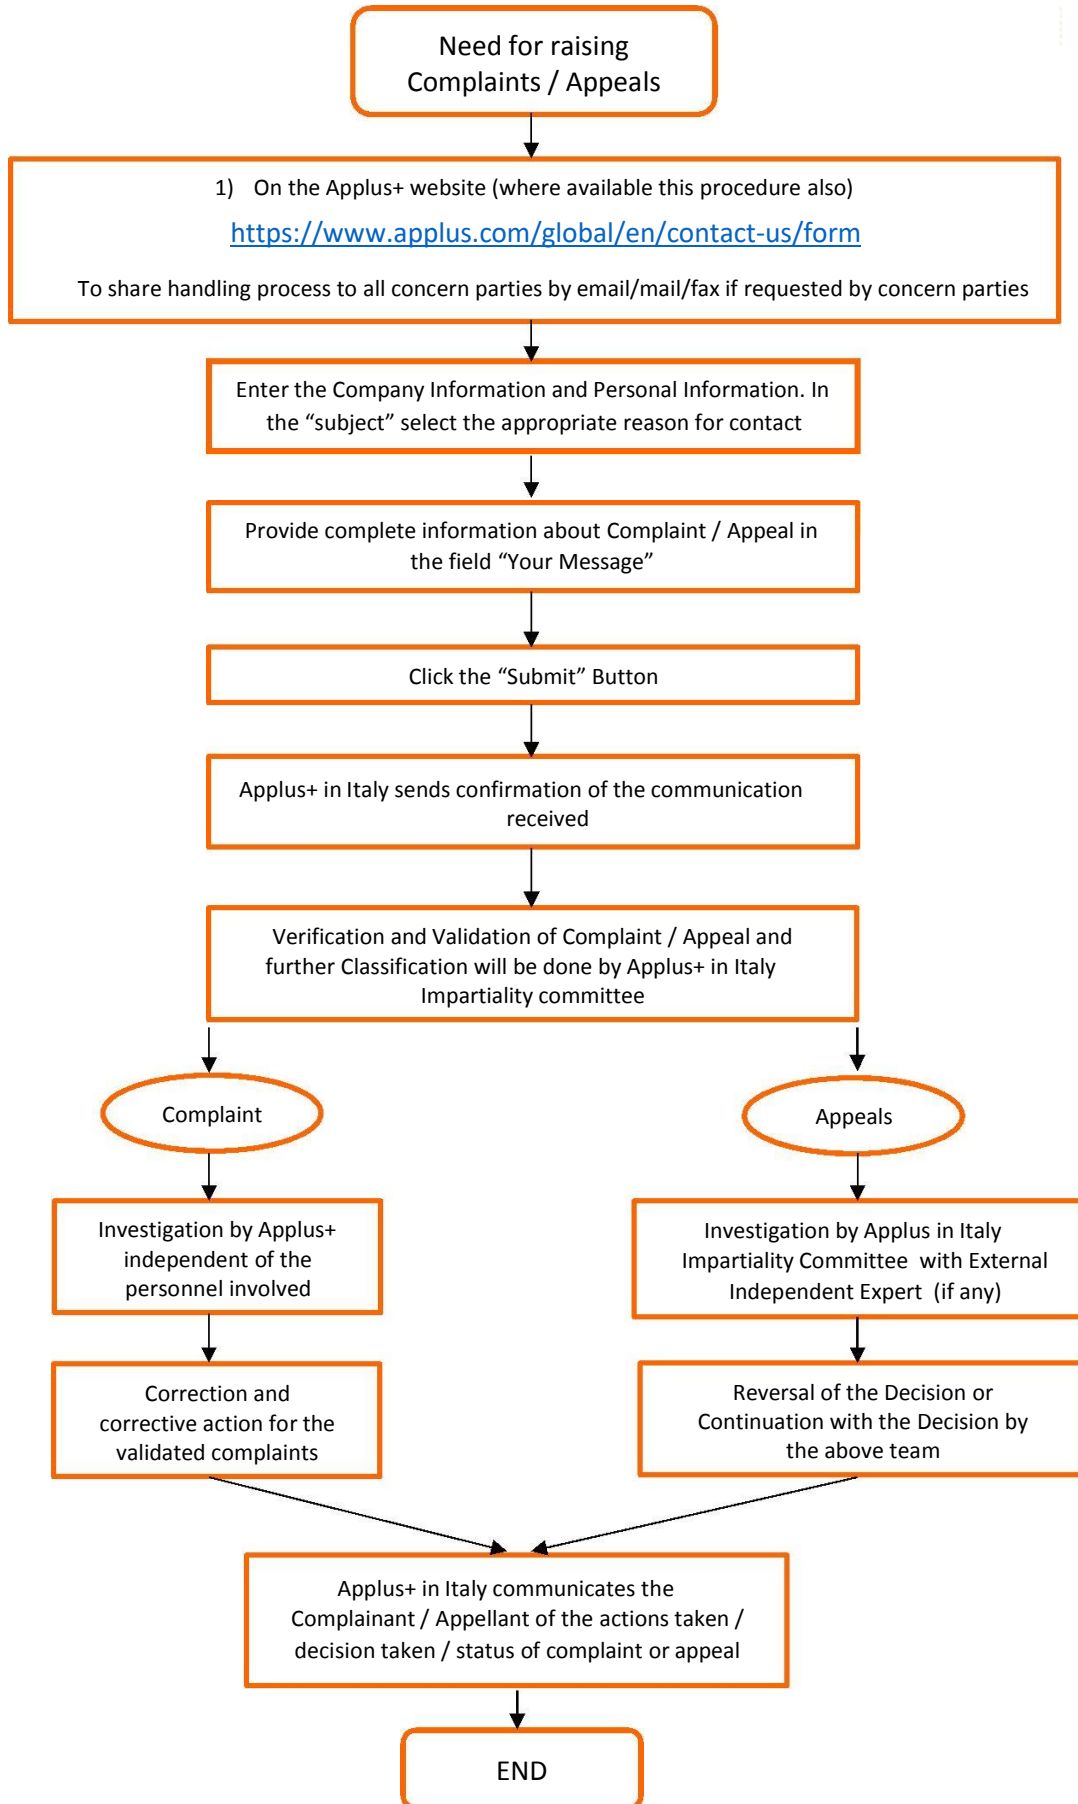 Need for raising
Complaints / Appeals
1) On the Applus+ website (where available this procedure also)
https://www.applus.com/global/en/contact-us/form
To share handling process to all concern parties by email/mail/fax if requested by concern parties
Enter the Company Information and Personal Information. In
the “subject” select the appropriate reason for contact
Provide complete information about Complaint / Appeal in
the field “Your Message”
Click the “Submit” Button
Applus+ in Italy sends confirmation of the communication
received
Verification and Validation of Complaint / Appeal and
further Classification will be done by Applus+ in Italy
Impartiality committee
Complaint
Appeals
Investigation by Applus+
independent of the
personnel involved
Investigation by Applus in Italy
Impartiality Committee with External
Independent Expert (if any)
Correction and
corrective action for the
validated complaints
Reversal of the Decision or
Continuation with the Decision by
the above team
Applus+ in Italy communicates the
Complainant / Appellant of the actions taken /
decision taken / status of complaint or appeal
END